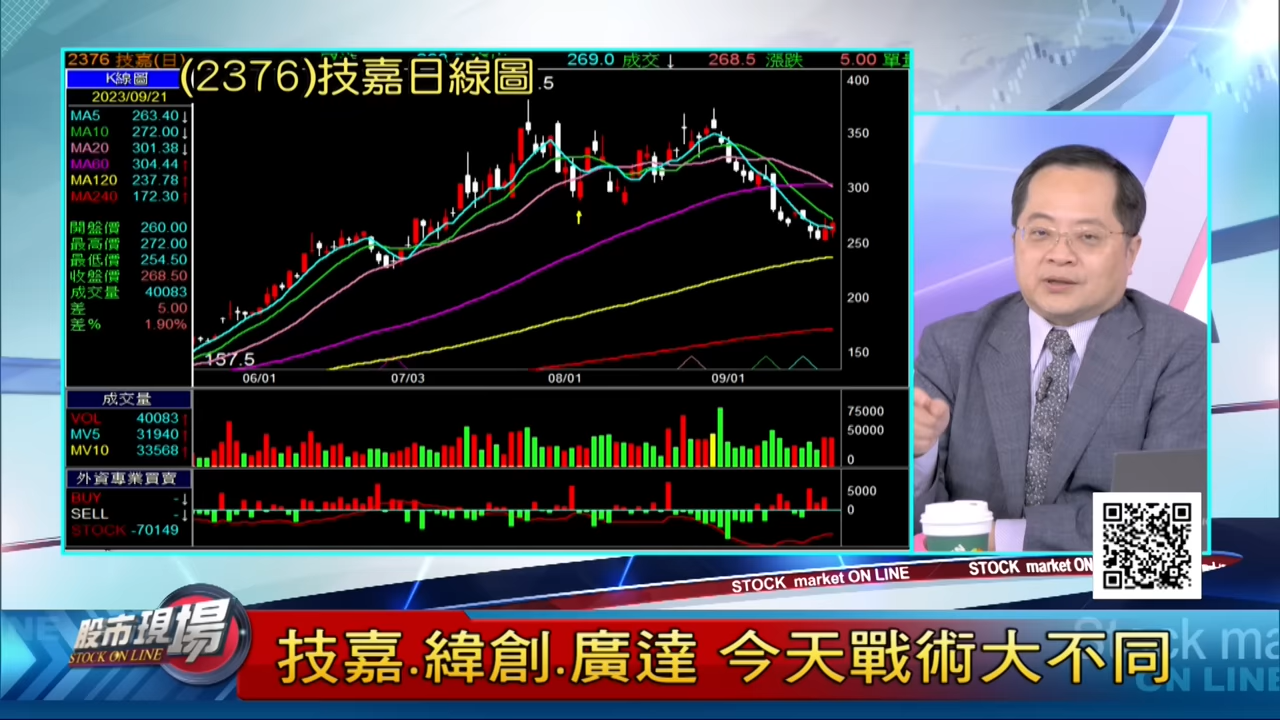 2376 技嘉(日)
269.0 成交↓ 268.5 漲跌 5.00 單量
(2376)技嘉日線圖
.5
K線圖
2023/09/21
MA5 263.40↓
MA10 272.00↓
MA20 301.38↓
MA60 304.44↑
MA120 237.78↑
MA240 172.30↑
開盤價 260.00
最高價 272.00
最低價 254.50
收盤價 268.50
成交量 40083
差 5.00
差% 1.90%
400
350
300
250
200
150
157.5
06/01 07/03 08/01 09/01
成交量
VOL 40083↑
MV5 31940↑
MV10 33568↑
75000
50000
0
外資專業買賣
BUY -↓
SELL -↓
STOCK -70149
5000
0
STOCK market ON LINE
STOCK market ON
股市現場
STOCK ON LINE
技嘉.緯創.廣達 今天戰術大不同
Stock ma
ON LINE